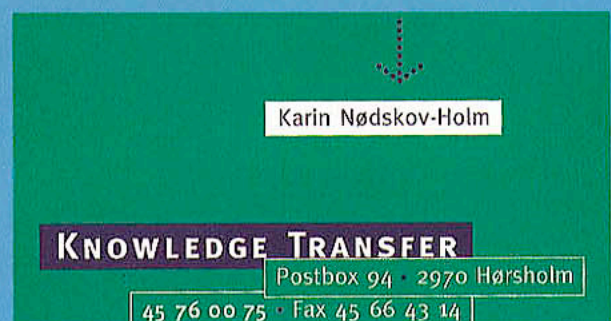 Karin Nødskov-Holm
KNOWLEDGE TRANSFER
Postbox 94 · 2970 Hørsholm
45 76 00 75 · Fax 45 66 43 14